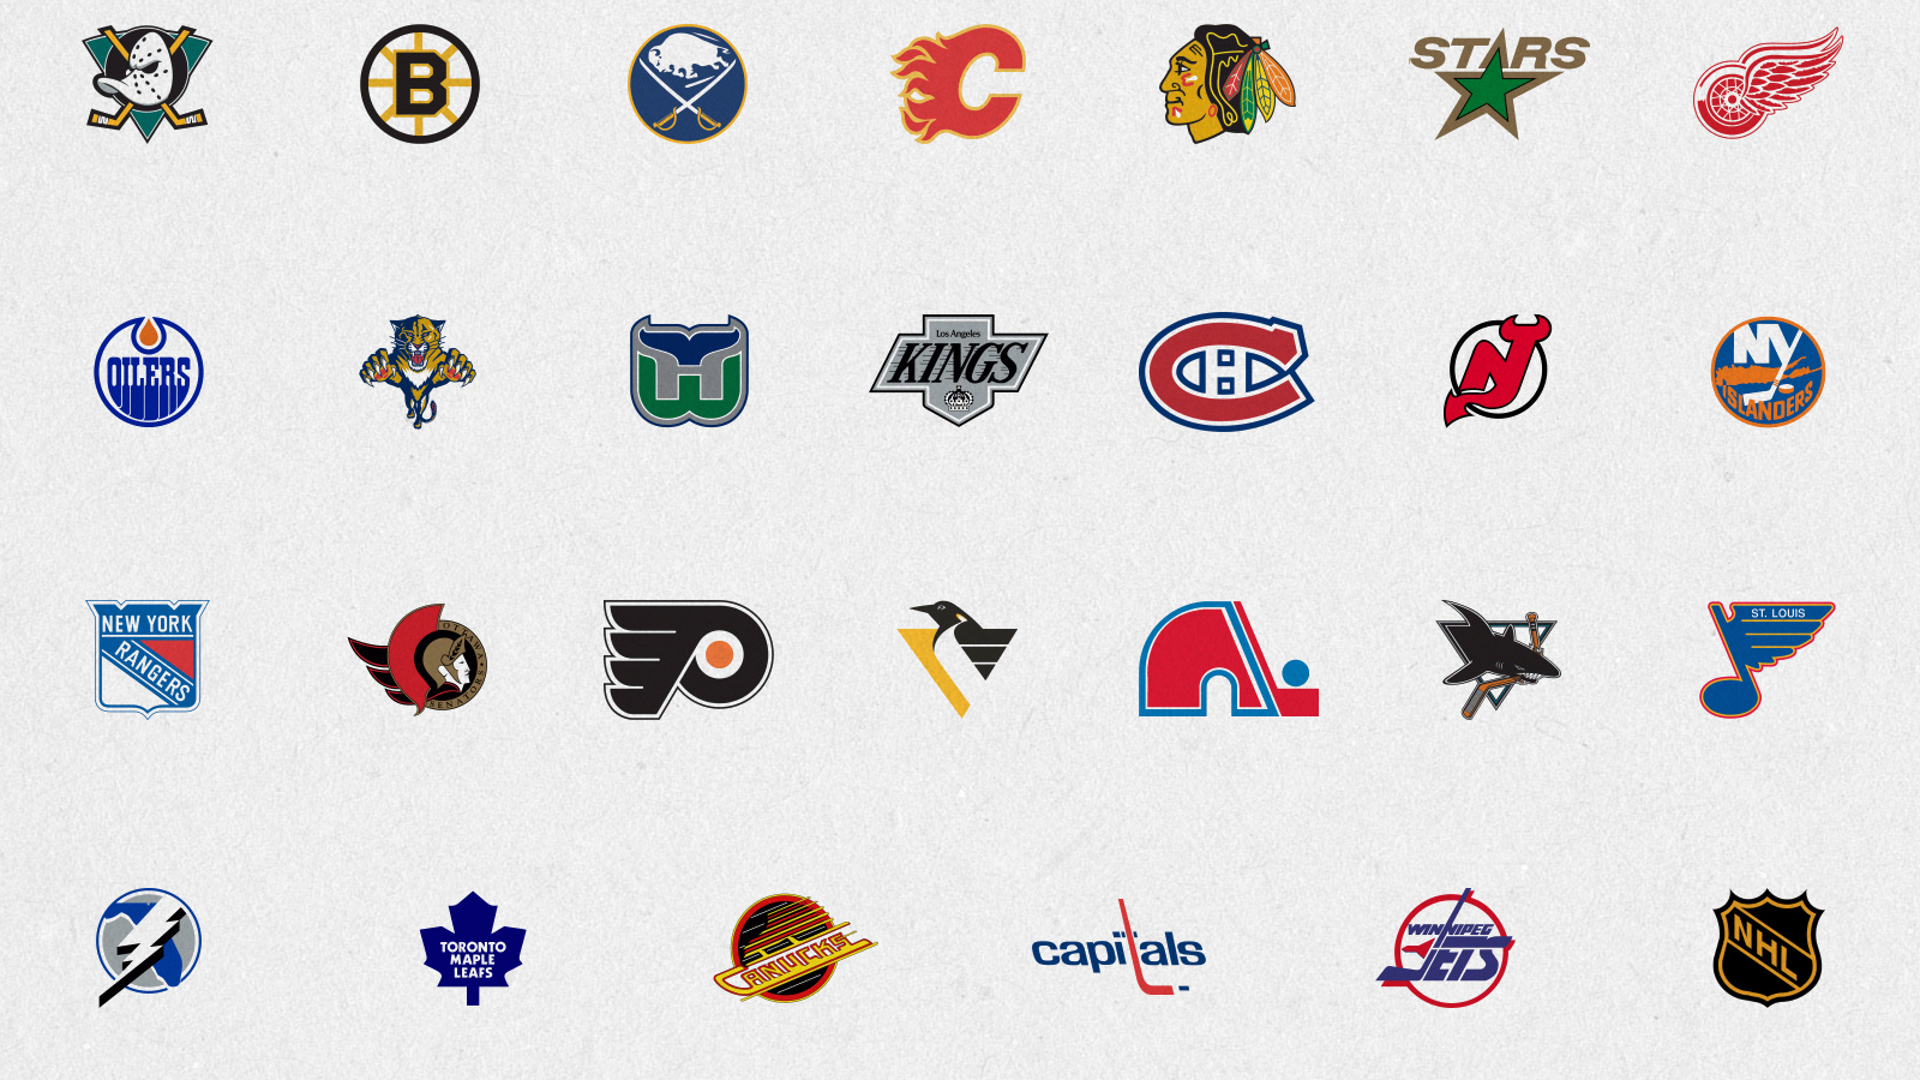 B
C
STARS
OILERS
Los Angeles
KINGS
C
H
N
NY
ISLANDERS
NEW YORK
RANGERS
OTTAWA
SENATORS
P
ST. LOUIS
TORONTO
MAPLE
LEAFS
CANUCKS
capitals
WINNIPEG
JETS
NHL